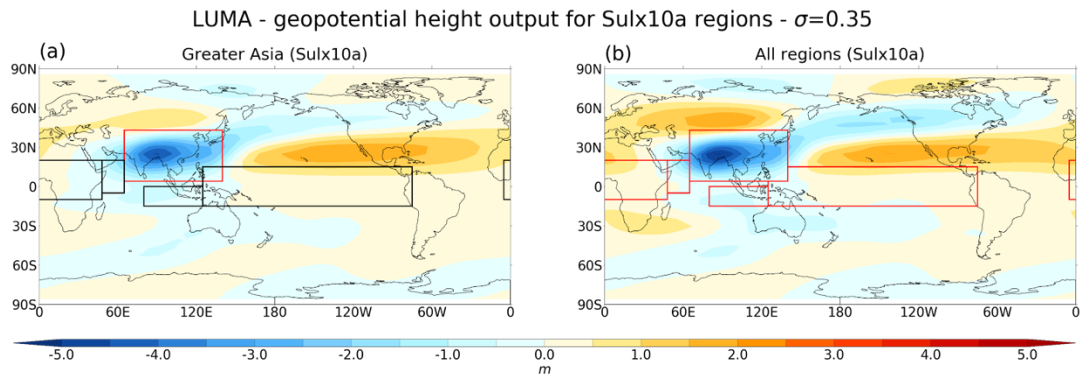 LUMA - geopotential height output for Sulx10a regions - σ=0.35
(a) Greater Asia (Sulx10a)
90N
60N
30N
0
30S
60S
90S
0 60E 120E 180 120W 60W 0
(b) All regions (Sulx10a)
90N
60N
30N
0
30S
60S
90S
0 60E 120E 180 120W 60W 0
-5.0 -4.0 -3.0 -2.0 -1.0 0.0 1.0 2.0 3.0 4.0 5.0
m